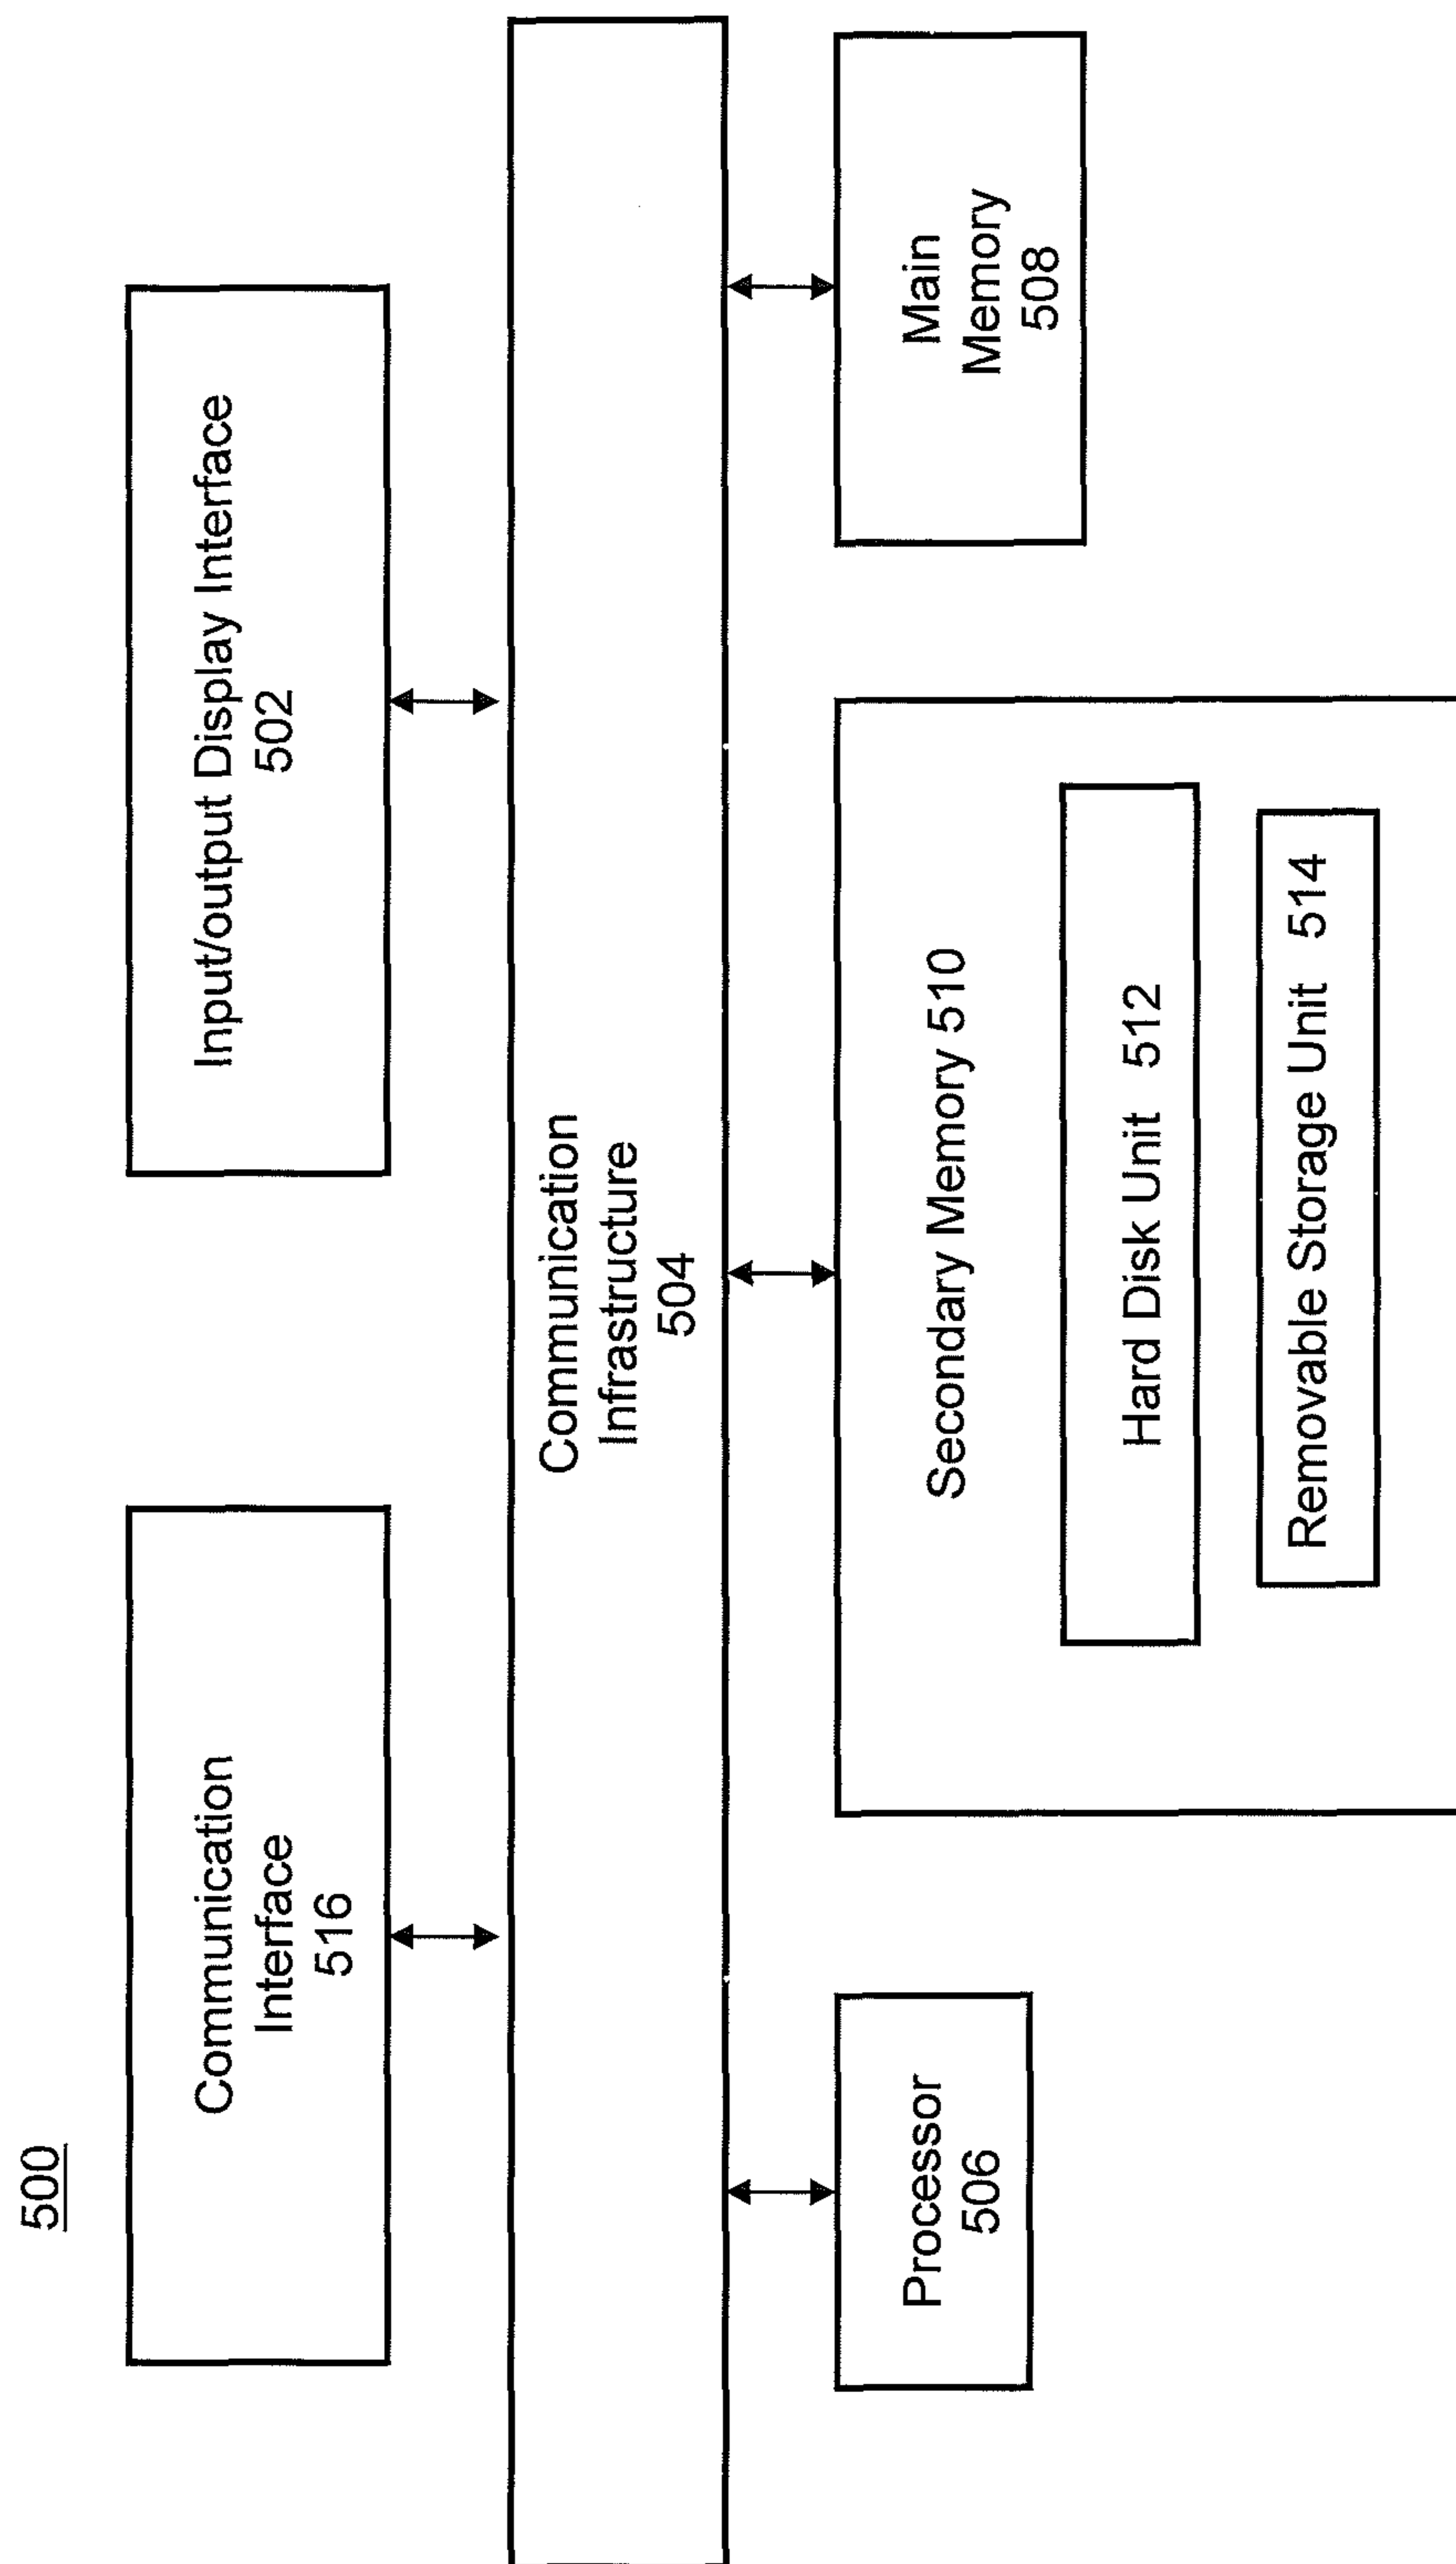 500
Communication
Interface
516
Input/output Display Interface
502
Communication
Infrastructure
504
Processor
506
Secondary Memory 510
Hard Disk Unit 512
Removable Storage Unit 514
Main
Memory
508